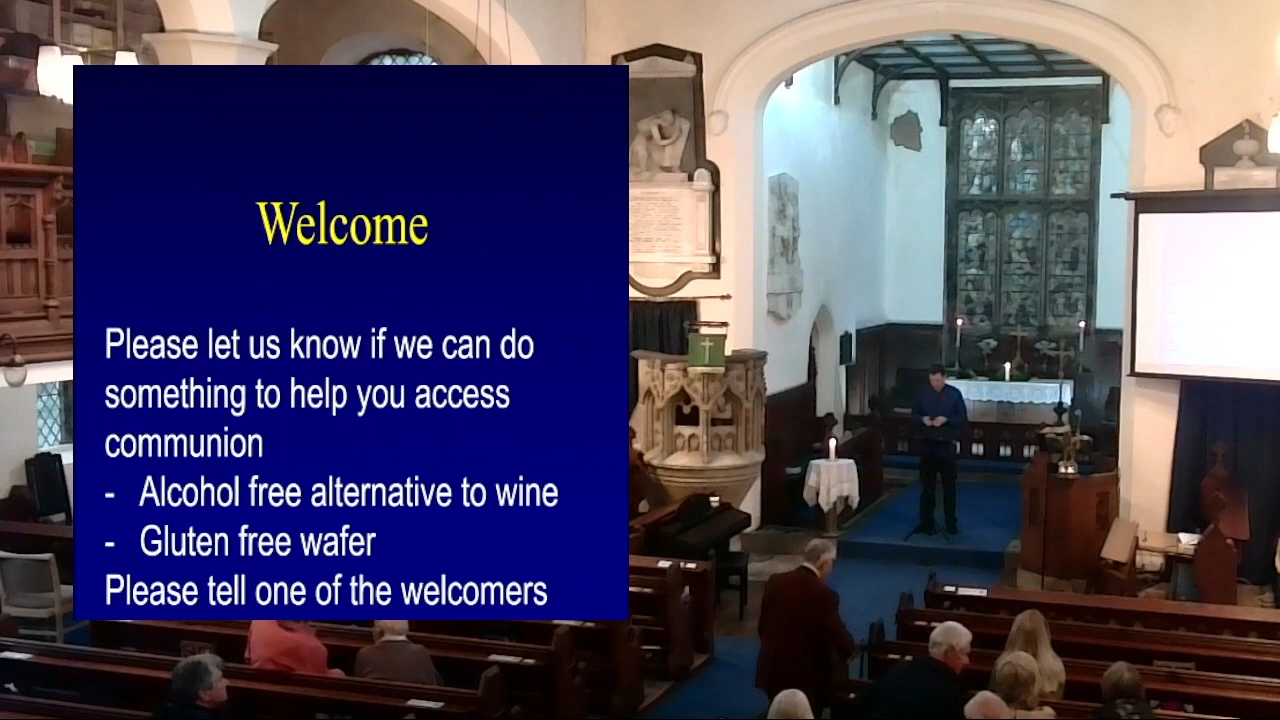 Welcome
Please let us know if we can do
something to help you access
communion
- Alcohol free alternative to wine
- Gluten free wafer
Please tell one of the welcomers